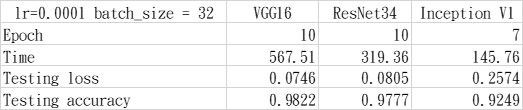 lr=0.0001 batch_size = 32 VGG16 ResNet34 Inception V1
Epoch 10 10 7
Time 567.51 319.36 145.76
Testing loss 0.0746 0.0805 0.2574
Testing accuracy 0.9822 0.9777 0.9249